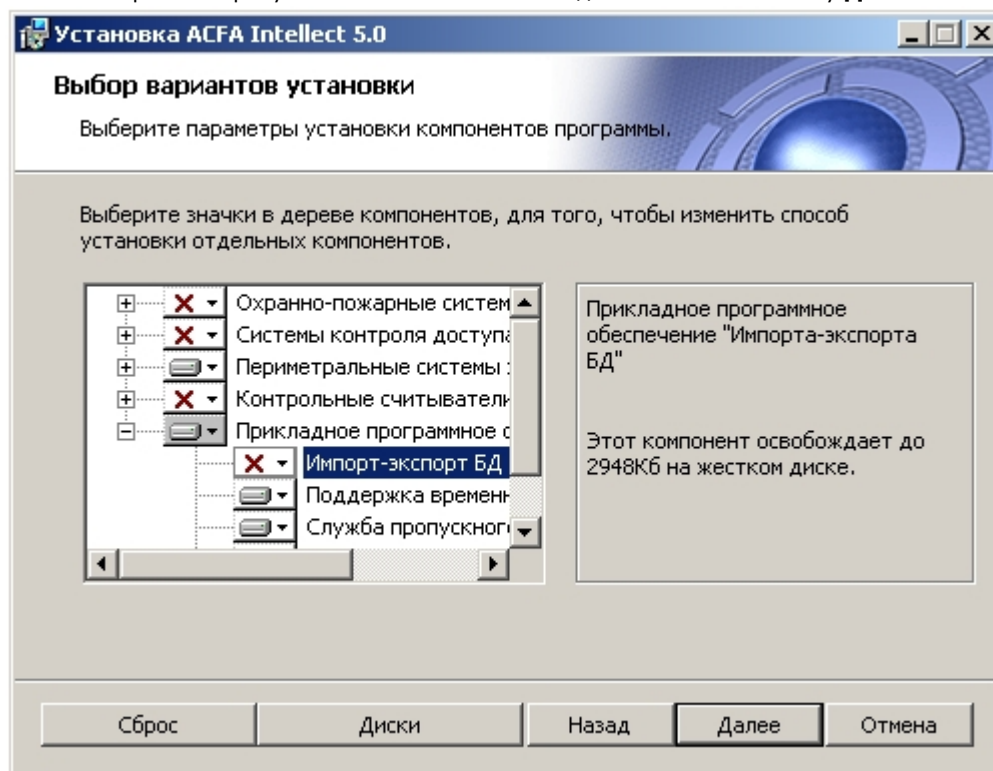 Установка ACFA Intellect 5.0
Выбор вариантов установки
Выберите параметры установки компонентов программы.
Выберите значки в дереве компонентов, для того, чтобы изменить способ
установки отдельных компонентов.
Охранно-пожарные систем
Системы контроля доступа
Периметральные системы
Контрольные считыватели
Прикладное программное о
Импорт-экспорт БД
Поддержка временн
Служба пропускного
Прикладное программное
обеспечение "Импорта-экспорта
БД"
Этот компонент освобождает до
2948Кб на жестком диске.
Сброс
Диски
Назад
Далее
Отмена